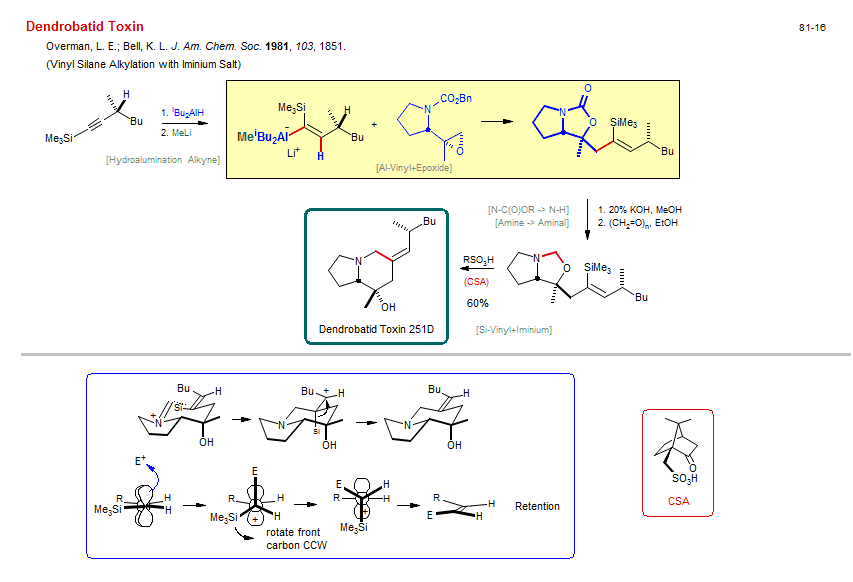 Dendrobatid Toxin
81-16
Overman, L. E.; Bell, K. L. J. Am. Chem. Soc. 1981, 103, 1851.
(Vinyl Silane Alkylation with Iminium Salt)
H
Bu
Me3Si
1. iBu2AlH
2. MeLi
[Hydroalumination Alkyne]
Me3Si
H
MeiBu2Al
-
Li+
H
Bu
+
N
CO2Bn
O
[Al-Vinyl+Epoxide]
O
N
O
SiMe3
Bu
[N-C(O)OR -> N-H]
[Amine -> Aminal]
1. 20% KOH, MeOH
2. (CH2=O)n, EtOH
N
O
SiMe3
Bu
[Si-Vinyl+Iminium]
RSO3H
(CSA)
60%
Bu
N
OH
Dendrobatid Toxin 251D
Bu
H
Si
+
N
OH
Bu
+
H
N
Si
OH
Bu
H
N
OH
E+
R
H
Me3Si
H
E
R
H
Me3Si
+
H
rotate front
carbon CCW
E
H
R
H
+
Me3Si
R
H
E
H
Retention
O
SO3H
CSA